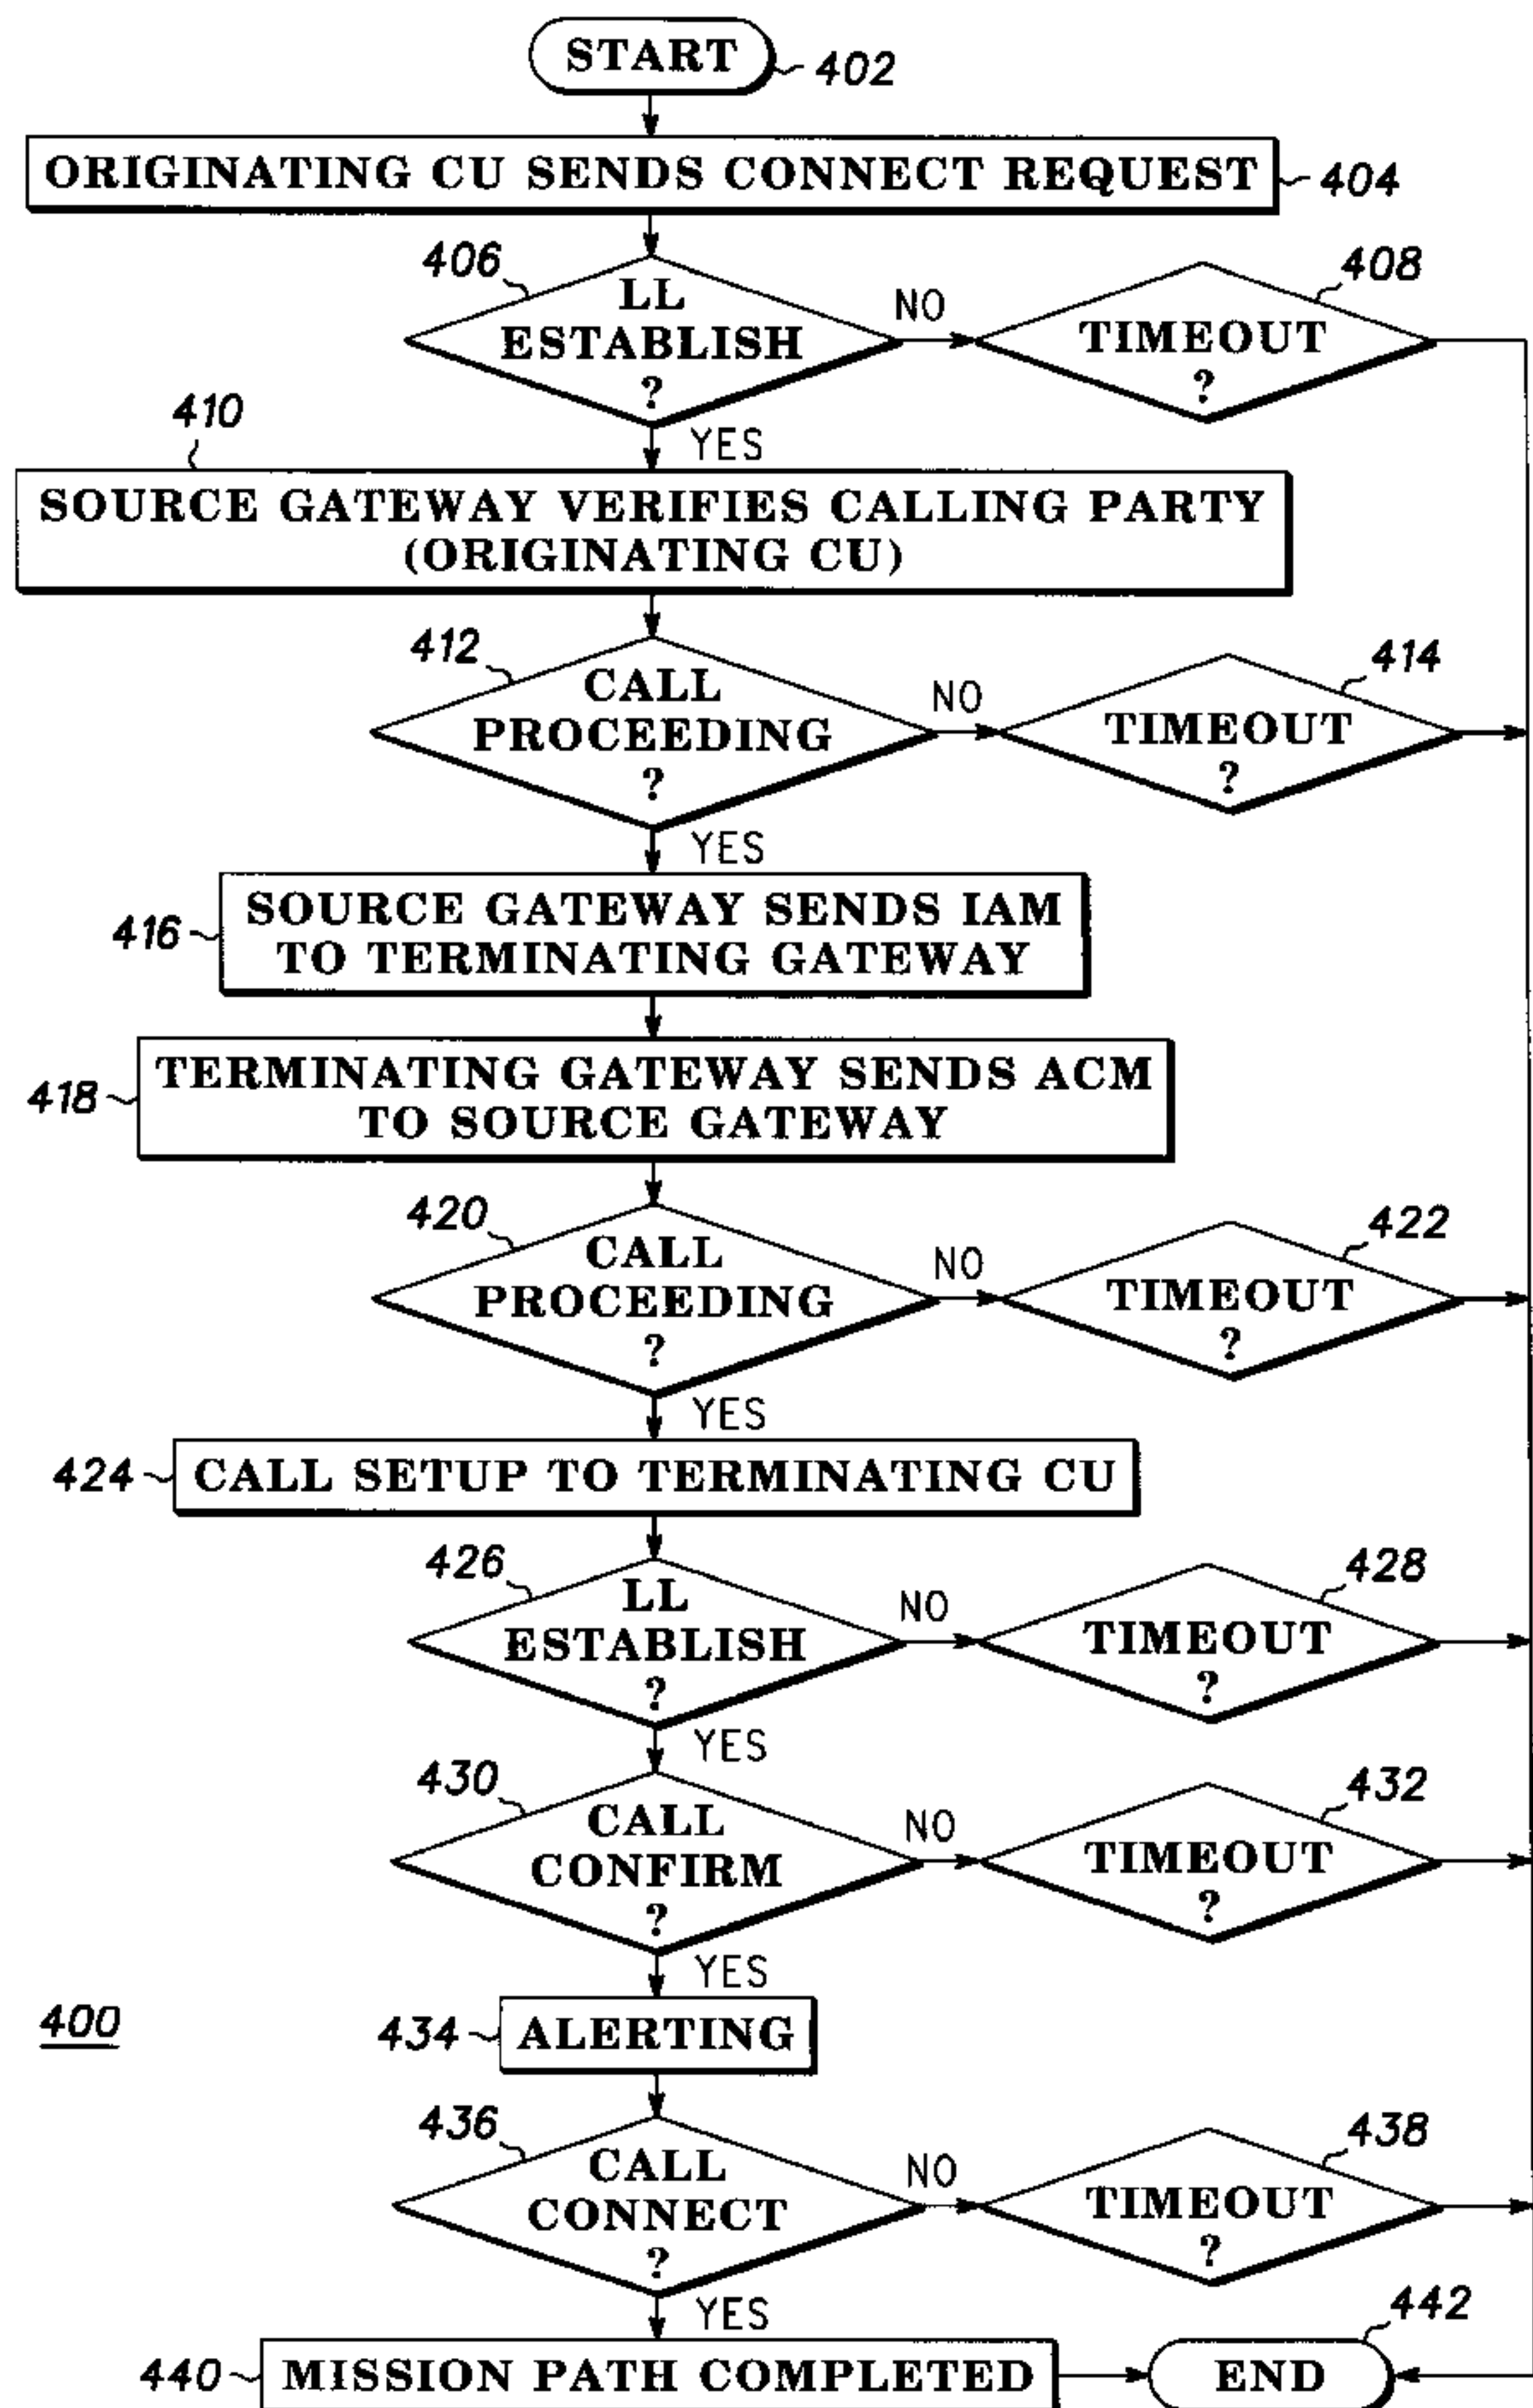 START
402
ORIGINATING CU SENDS CONNECT REQUEST
404
406
LL
ESTABLISH
?
NO
408
TIMEOUT
?
YES
410
SOURCE GATEWAY VERIFIES CALLING PARTY
(ORIGINATING CU)
412
CALL
PROCEEDING
?
NO
414
TIMEOUT
?
YES
416
SOURCE GATEWAY SENDS IAM
TO TERMINATING GATEWAY
418
TERMINATING GATEWAY SENDS ACM
TO SOURCE GATEWAY
420
CALL
PROCEEDING
?
NO
422
TIMEOUT
?
YES
424
CALL SETUP TO TERMINATING CU
426
LL
ESTABLISH
?
NO
428
TIMEOUT
?
YES
430
CALL
CONFIRM
?
NO
432
TIMEOUT
?
YES
400
434
ALERTING
436
CALL
CONNECT
?
NO
438
TIMEOUT
?
YES
440
MISSION PATH COMPLETED
442
END